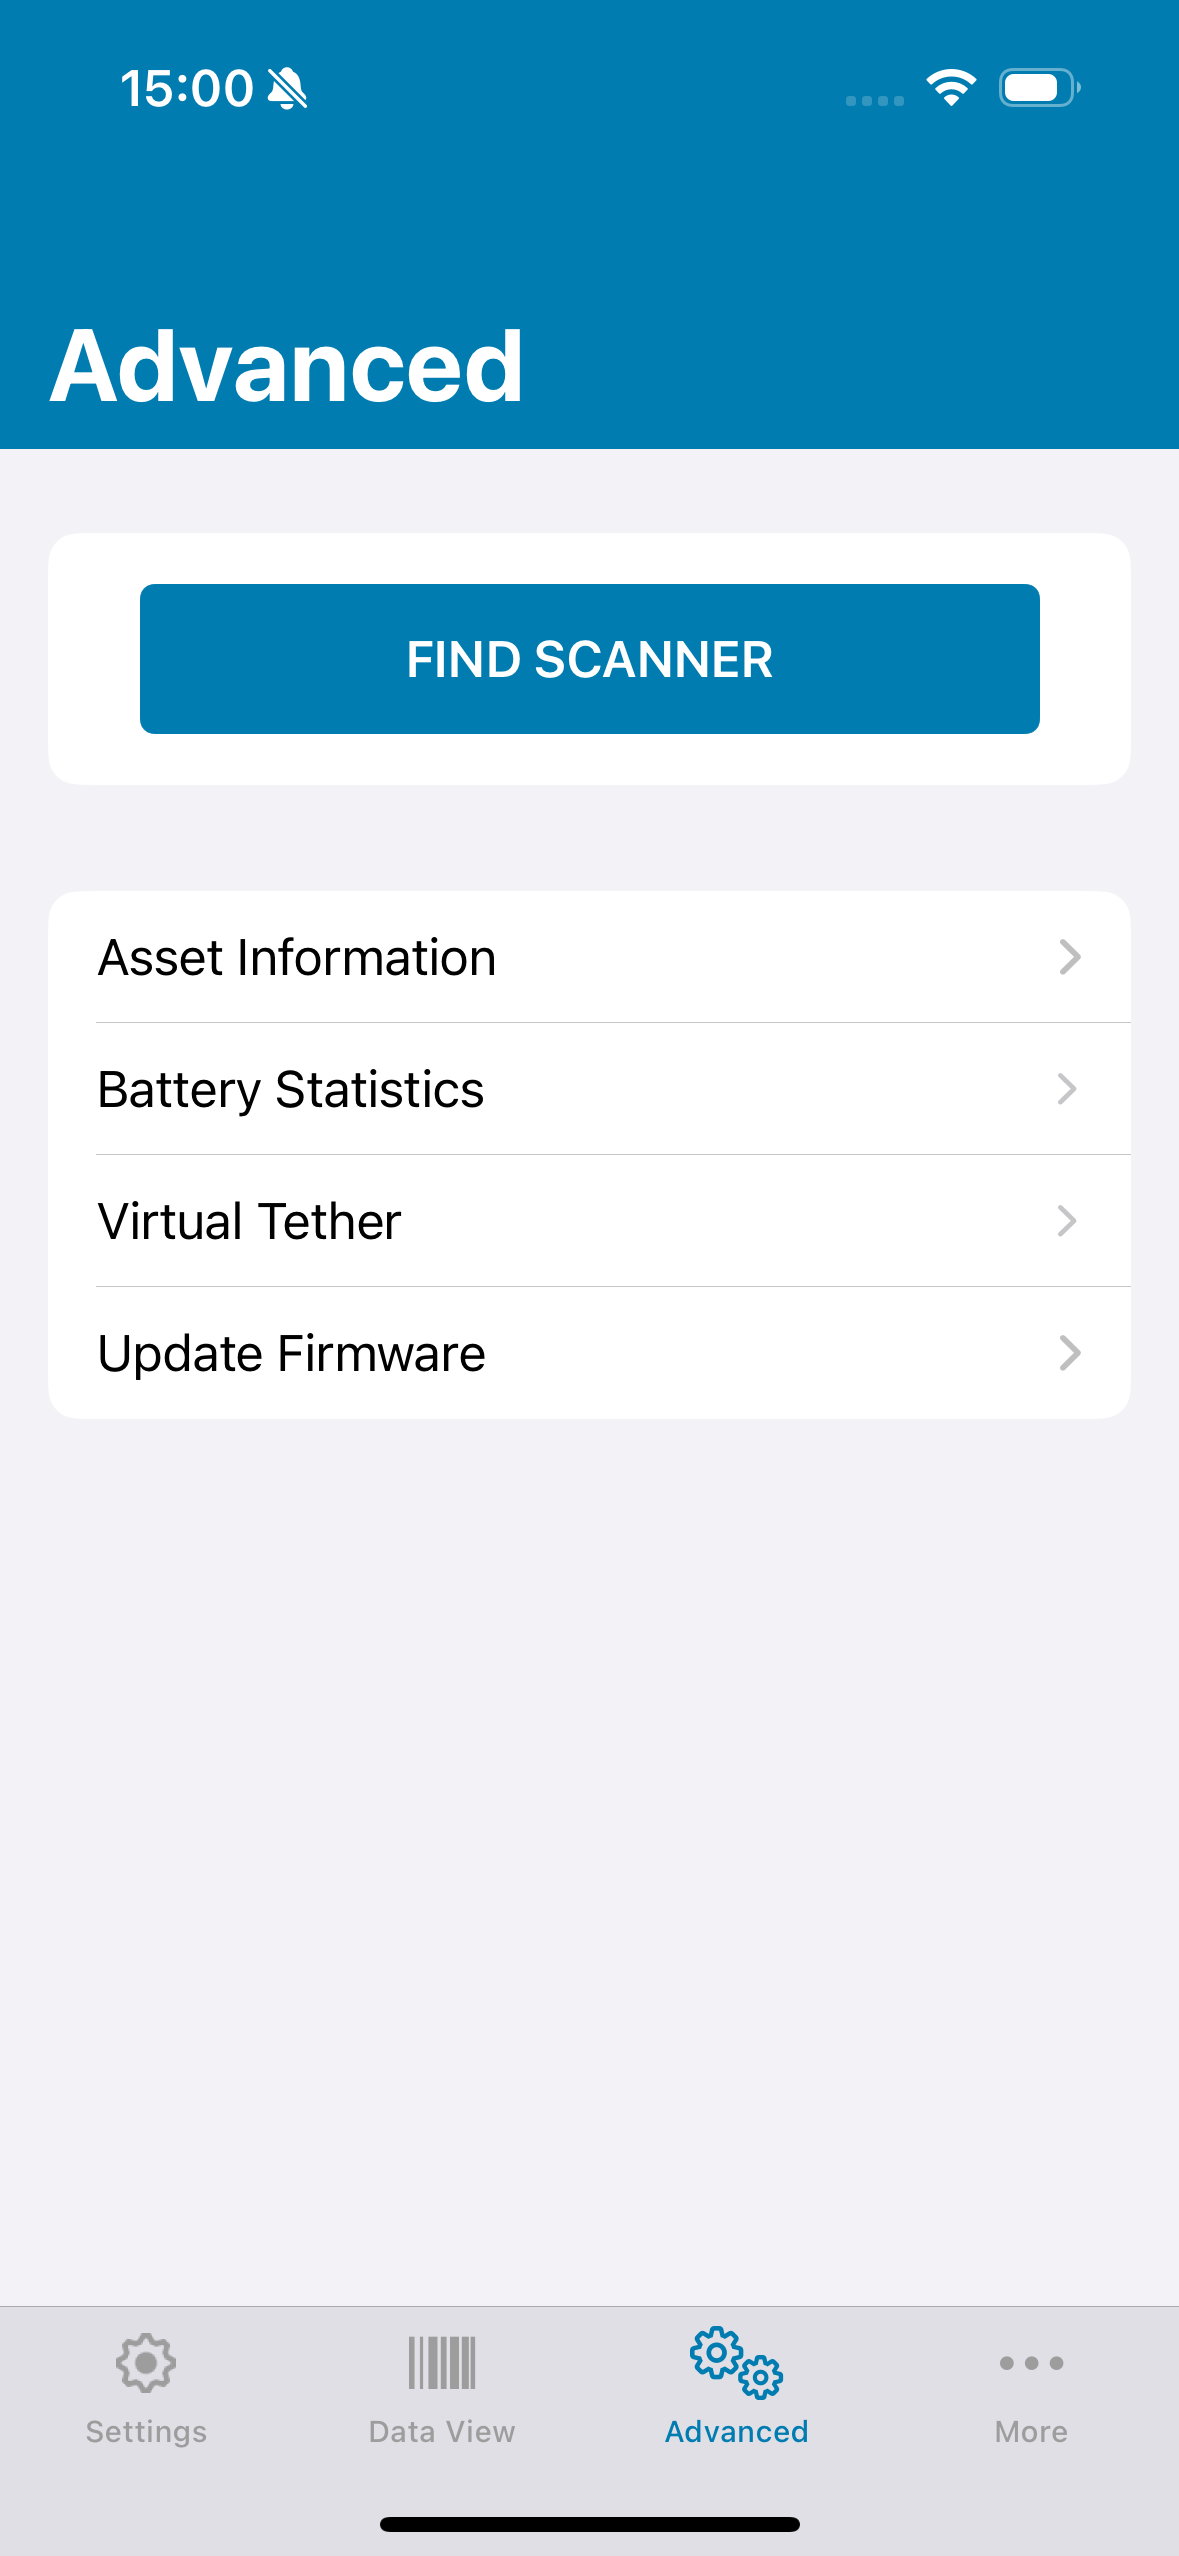 15:00
Advanced
FIND SCANNER
Asset Information
Battery Statistics
Virtual Tether
Update Firmware
Settings
Data View
Advanced
More